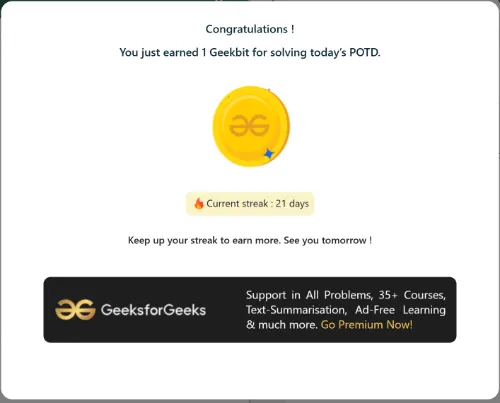 Congratulations !
You just earned 1 Geekbit for solving today's POTD.
Current streak : 21 days
Keep up your streak to earn more. See you tomorrow !
GeeksforGeeks
Support in All Problems, 35+ Courses,
Text-Summarisation, Ad-Free Learning
& much more. Go Premium Now!